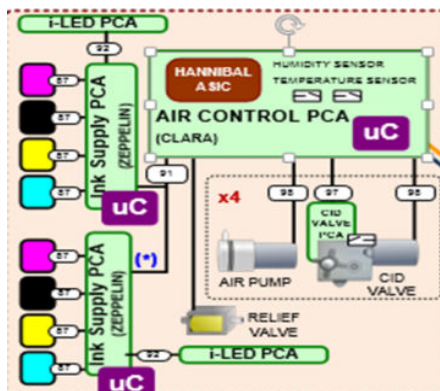 i-LED PCA
92
87
87
87
87
Ink Supply PCA
(ZEPPELIN)
uC
HANNIBAL
ASIC
HUMIDITY SENSOR
TEMPERATURE SENSOR
AIR CONTROL PCA
(CLARA)
uC
91
x4
98
97
98
CID
VALVE
PCA
AIR PUMP
CID
VALVE
RELIEF
VALVE
87
87
87
87
Ink Supply PCA
(ZEPPELIN)
(*)
92
i-LED PCA
uC